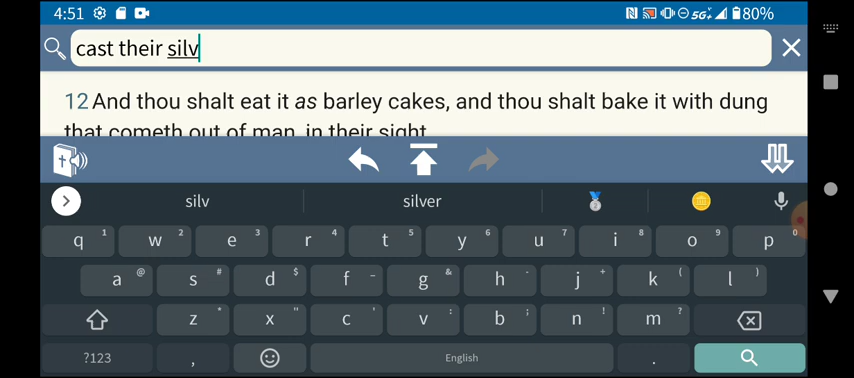 4:51 5G+ 80%
cast their silv
12 And thou shalt eat it as barley cakes, and thou shalt bake it with dung
that cometh out of man, in their sight.
silv silver
q 1 w 2 e 3 r 4 t 5 y 6 u 7 i 8 o 9 p 0
a @ s # d $ f _ g & h - j + k ( l )
z * x " c ' v : b ; n ! m ?
?123 , English .